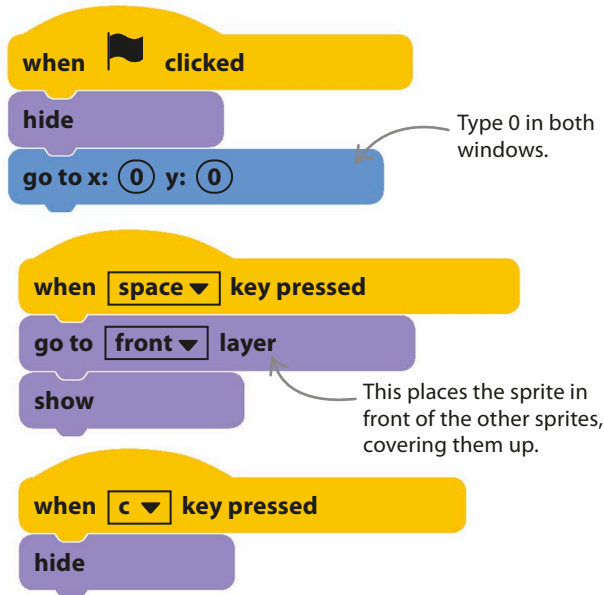 when clicked
hide
Type 0 in both
windows.
go to x: 0 y: 0
when space key pressed
go to front layer
show
This places the sprite in
front of the other sprites,
covering them up.
when c key pressed
hide